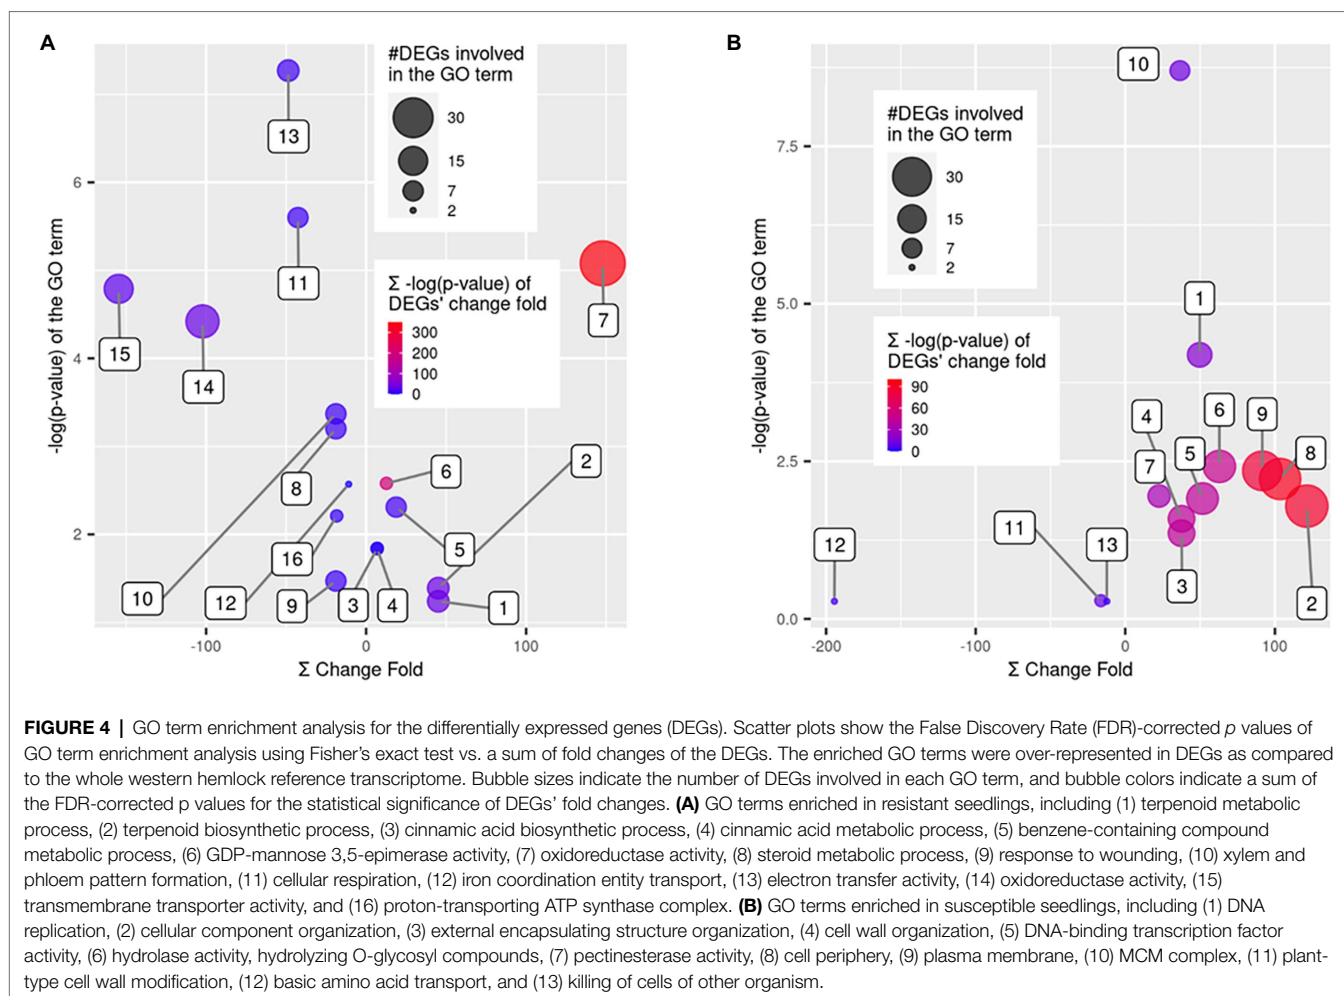 A
#DEGs involved
in the GO term
30
15
7
2
Σ -log(p-value) of
DEGs' change fold
300
200
100
0
-log(p-value) of the GO term
6
4
2
13
11
15
14
7
8
6
2
16
5
10
12
9
3
4
1
-100
0
100
Σ Change Fold
B
#DEGs involved
in the GO term
30
15
7
2
Σ -log(p-value) of
DEGs' change fold
90
60
30
0
-log(p-value) of the GO term
7.5
5.0
2.5
0.0
10
1
4
6
9
7
5
8
11
12
13
3
2
-200
-100
0
100
Σ Change Fold
FIGURE 4 | GO term enrichment analysis for the differentially expressed genes (DEGs). Scatter plots show the False Discovery Rate (FDR)-corrected p values of
GO term enrichment analysis using Fisher's exact test vs. a sum of fold changes of the DEGs. The enriched GO terms were over-represented in DEGs as compared
to the whole western hemlock reference transcriptome. Bubble sizes indicate the number of DEGs involved in each GO term, and bubble colors indicate a sum of
the FDR-corrected p values for the statistical significance of DEGs' fold changes. (A) GO terms enriched in resistant seedlings, including (1) terpenoid metabolic
process, (2) terpenoid biosynthetic process, (3) cinnamic acid biosynthetic process, (4) cinnamic acid metabolic process, (5) benzene-containing compound
metabolic process, (6) GDP-mannose 3,5-epimerase activity, (7) oxidoreductase activity, (8) steroid metabolic process, (9) response to wounding, (10) xylem and
phloem pattern formation, (11) cellular respiration, (12) iron coordination entity transport, (13) electron transfer activity, (14) oxidoreductase activity, (15)
transmembrane transporter activity, and (16) proton-transporting ATP synthase complex. (B) GO terms enriched in susceptible seedlings, including (1) DNA
replication, (2) cellular component organization, (3) external encapsulating structure organization, (4) cell wall organization, (5) DNA-binding transcription factor
activity, (6) hydrolase activity, hydrolyzing O-glycosyl compounds, (7) pectinesterase activity, (8) cell periphery, (9) plasma membrane, (10) MCM complex, (11) plant-
type cell wall modification, (12) basic amino acid transport, and (13) killing of cells of other organism.